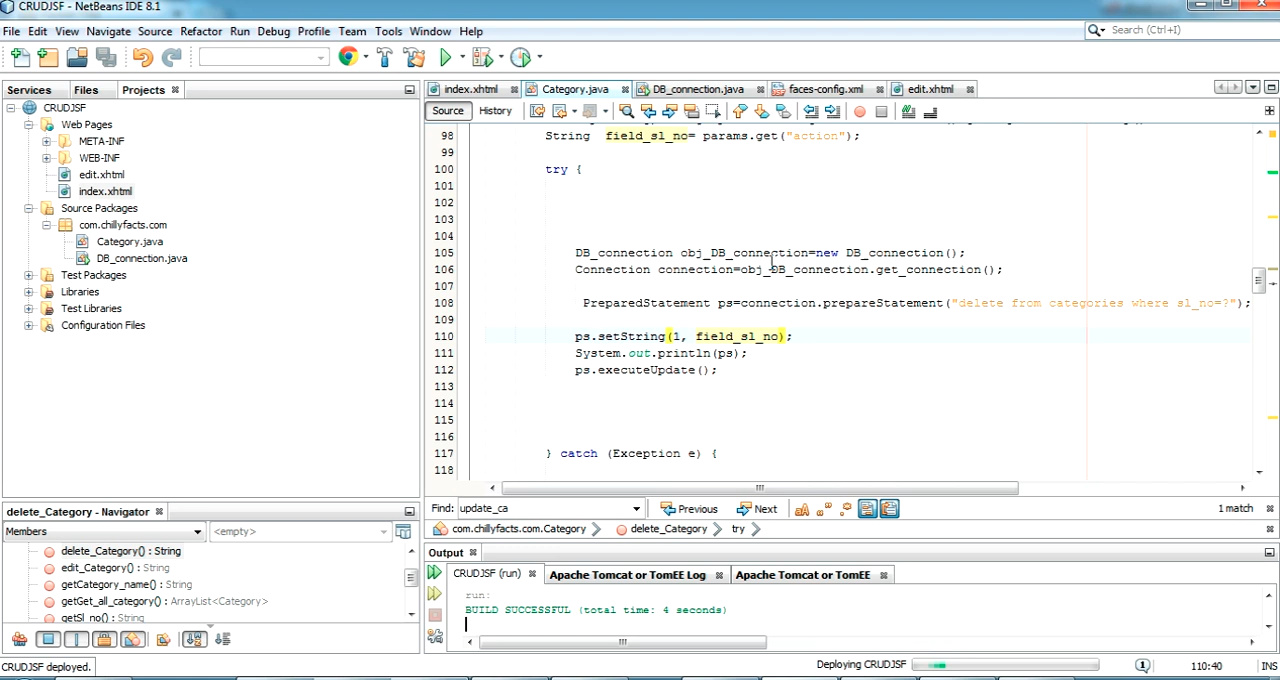 CRUDJSF - NetBeans IDE 8.1
File Edit View Navigate Source Refactor Run Debug Profile Team Tools Window Help
Search (Ctrl+I)
Services Files Projects
index.xhtml Category.java DB_connection.java faces-config.xml edit.xhtml
Source History
CRUDJSF
Web Pages
META-INF
WEB-INF
edit.xhtml
index.xhtml
Source Packages
com.chillyfacts.com
Category.java
DB_connection.java
Test Packages
Libraries
Test Libraries
Configuration Files
98 String field_sl_no= params.get("action");
99
100 try {
101
102
103
104
105 DB_connection obj_DB_connection=new DB_connection();
106 Connection connection=obj_DB_connection.get_connection();
107
108 PreparedStatement ps=connection.prepareStatement("delete from categories where sl_no=?");
109
110 ps.setString(1, field_sl_no);
111 System.out.println(ps);
112 ps.executeUpdate();
113
114
115
116
117 } catch (Exception e) {
118
Find: update_ca Previous Next aA 1 match
com.chillyfacts.com.Category delete_Category try
delete_Category - Navigator
Members <empty>
delete_Category() : String
edit_Category() : String
getCategory_name() : String
getGet_all_category() : ArrayList<Category>
getSl_no() : String
Output
CRUDJSF (run) Apache Tomcat or TomEE Log Apache Tomcat or TomEE
run:
BUILD SUCCESSFUL (total time: 4 seconds)
CRUDJSF deployed. Deploying CRUDJSF 1 110:40 INS